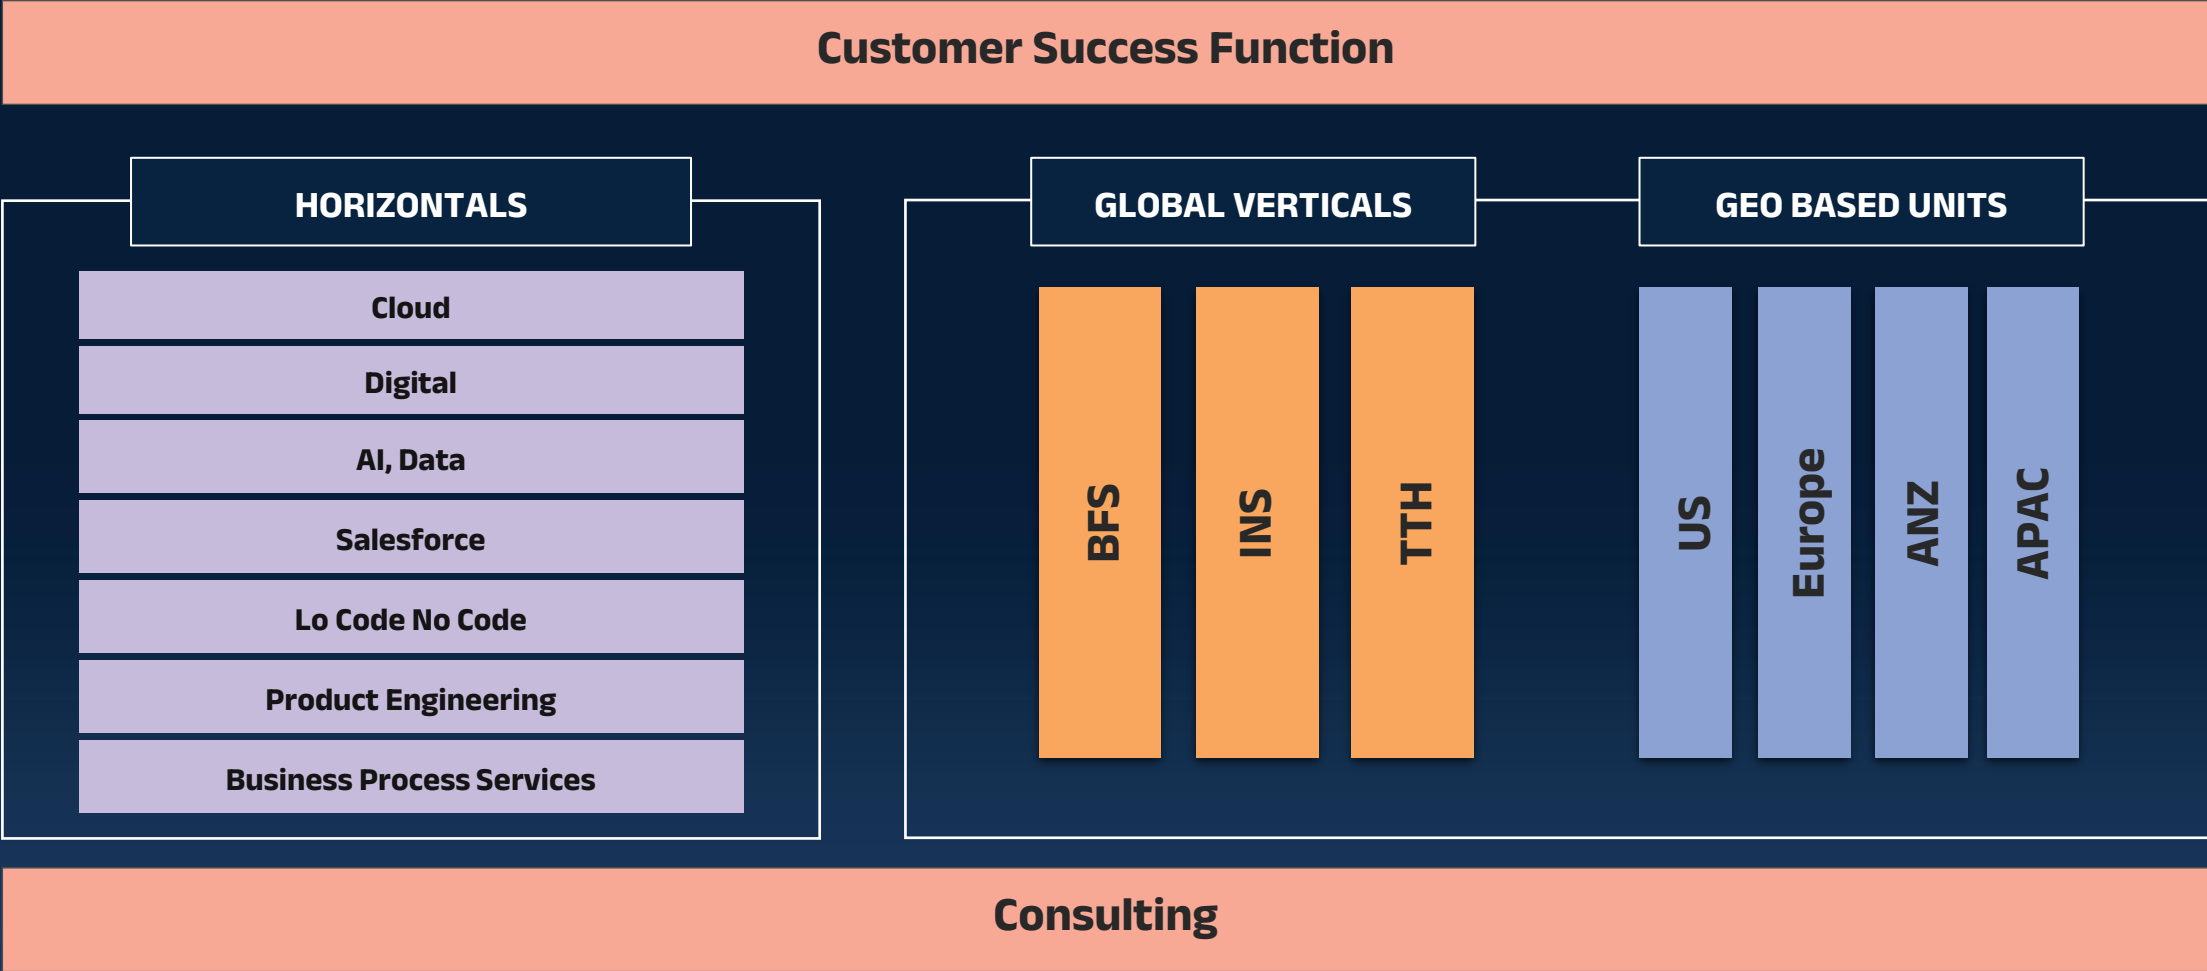 Customer Success Function
HORIZONTALS
Cloud
Digital
AI, Data
Salesforce
Lo Code No Code
Product Engineering
Business Process Services
GLOBAL VERTICALS
BFS
INS
TTH
GEO BASED UNITS
US
Europe
ANZ
APAC
Consulting